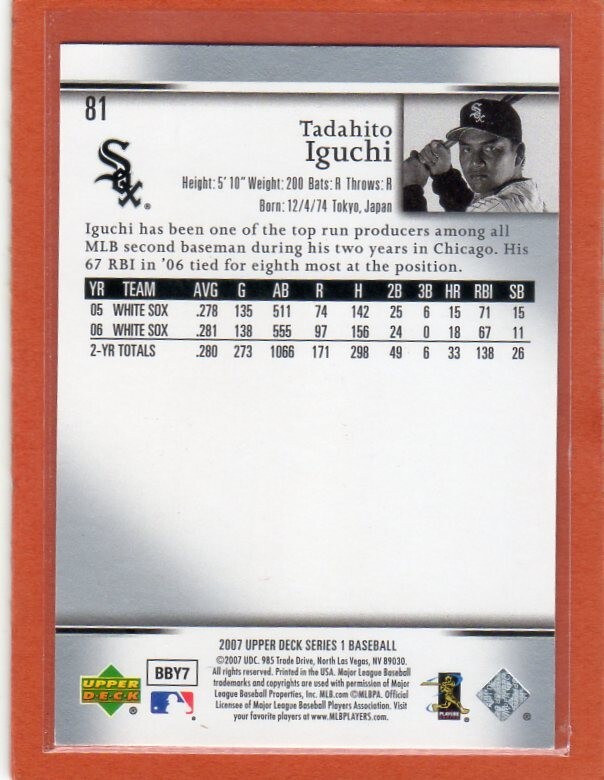 81
Tadahito
Iguchi
Sox
®
Height: 5' 10" Weight: 200 Bats: R Throws: R
Born: 12/4/74 Tokyo, Japan
Iguchi has been one of the top run producers among all
MLB second baseman during his two years in Chicago. His
67 RBI in '06 tied for eighth most at the position.
YR TEAM AVG G AB R H 2B 3B HR RBI SB
05 WHITE SOX .278 135 511 74 142 25 6 15 71 15
06 WHITE SOX .281 138 555 97 156 24 0 18 67 11
2-YR TOTALS .280 273 1066 171 298 49 6 33 138 26
2007 UPPER DECK SERIES 1 BASEBALL
©2007 UDC. 985 Trade Drive, North Las Vegas, NV 89030.
All rights reserved. Printed in the USA. Major League Baseball
trademarks and copyrights are used with permission of Major
League Baseball Properties, Inc. MLB.com ©MLBPA. Official
Licensee of Major League Baseball Players Association. Visit
your favorite players at www.MLBPLAYERS.com.
UPPER
DECK
®
BBY7
PLAYERS
®